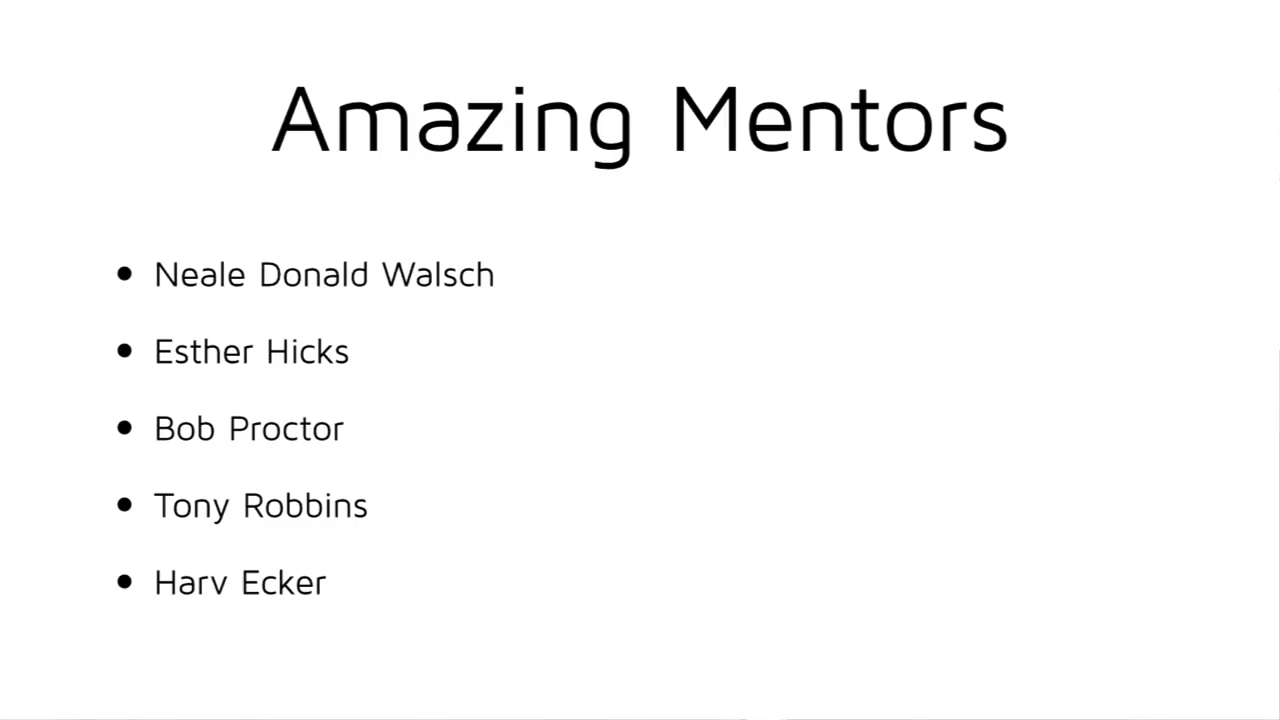 Amazing Mentors
• Neale Donald Walsch
• Esther Hicks
• Bob Proctor
• Tony Robbins
• Harv Ecker